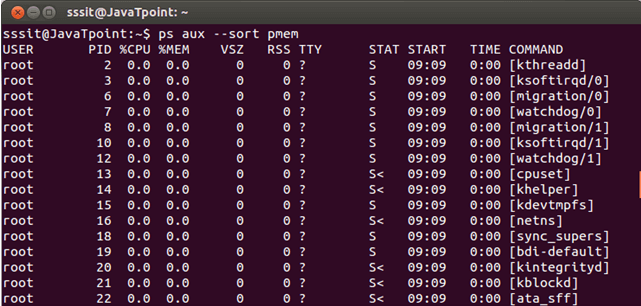 sssit@JavaTpoint: ~
sssit@JavaTpoint:~$ ps aux --sort pmem
USER PID %CPU %MEM VSZ RSS TTY STAT START TIME COMMAND
root 2 0.0 0.0 0 0 ? S 09:09 0:00 [kthreadd]
root 3 0.0 0.0 0 0 ? S 09:09 0:00 [ksoftirqd/0]
root 6 0.0 0.0 0 0 ? S 09:09 0:00 [migration/0]
root 7 0.0 0.0 0 0 ? S 09:09 0:00 [watchdog/0]
root 8 0.0 0.0 0 0 ? S 09:09 0:00 [migration/1]
root 10 0.0 0.0 0 0 ? S 09:09 0:00 [ksoftirqd/1]
root 12 0.0 0.0 0 0 ? S 09:09 0:00 [watchdog/1]
root 13 0.0 0.0 0 0 ? S< 09:09 0:00 [cpuset]
root 14 0.0 0.0 0 0 ? S< 09:09 0:00 [khelper]
root 15 0.0 0.0 0 0 ? S 09:09 0:00 [kdevtmpfs]
root 16 0.0 0.0 0 0 ? S< 09:09 0:00 [netns]
root 18 0.0 0.0 0 0 ? S 09:09 0:00 [sync_supers]
root 19 0.0 0.0 0 0 ? S 09:09 0:00 [bdi-default]
root 20 0.0 0.0 0 0 ? S< 09:09 0:00 [kintegrityd]
root 21 0.0 0.0 0 0 ? S< 09:09 0:00 [kblockd]
root 22 0.0 0.0 0 0 ? S< 09:09 0:00 [ata_sff]